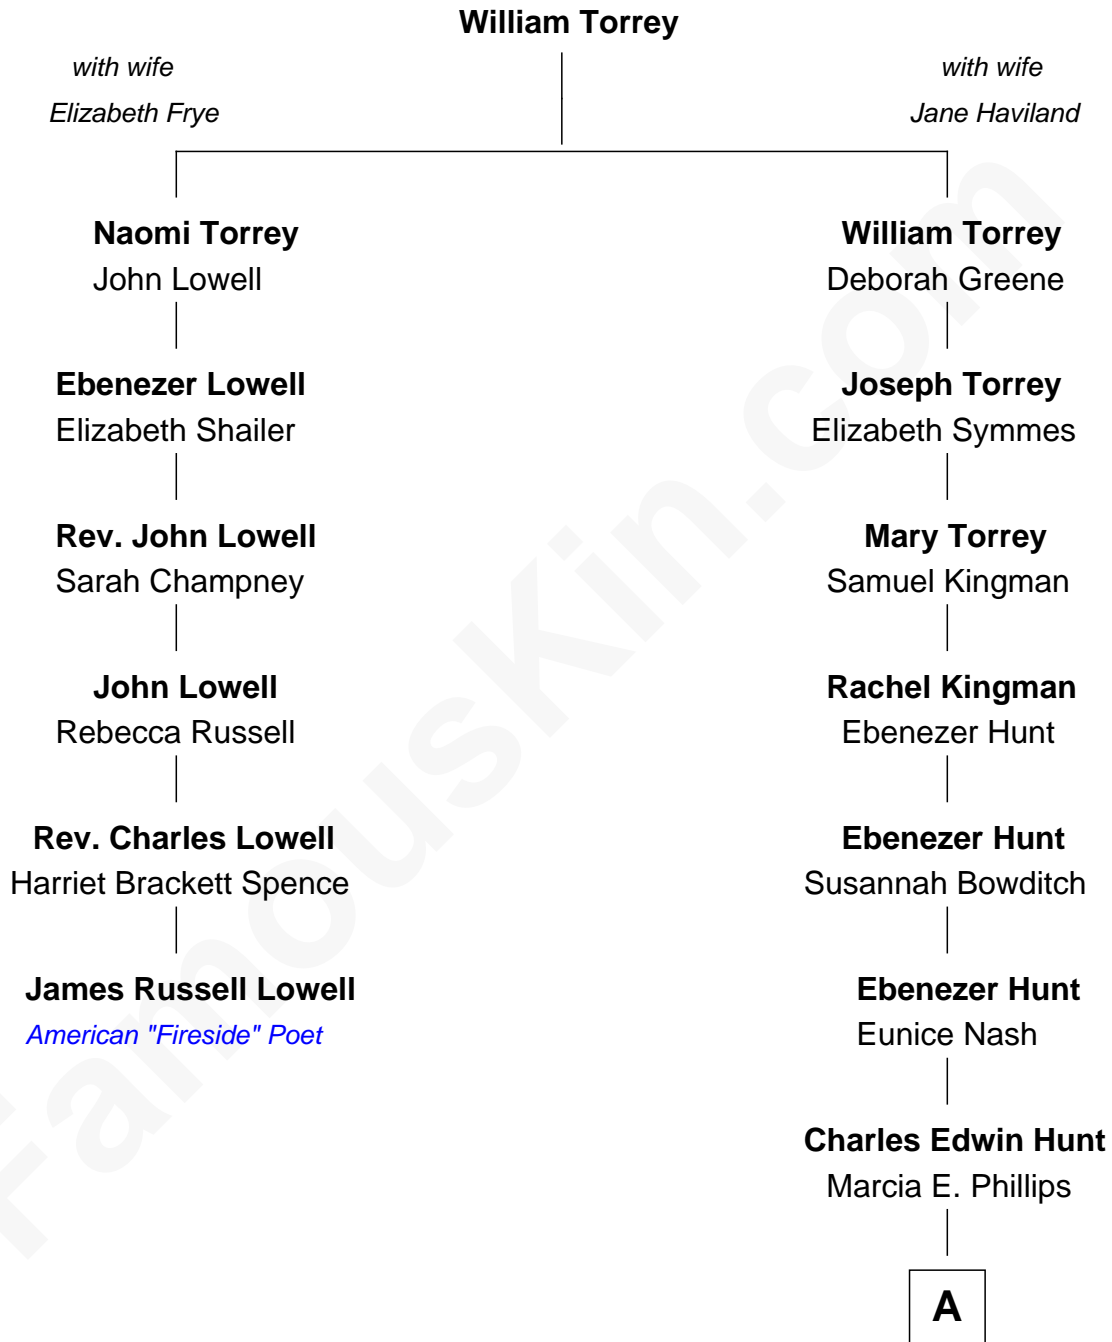 William Torrey
with wife
Elizabeth Frye
with wife
Jane Haviland
Naomi Torrey
John Lowell
William Torrey
Deborah Greene
Ebenezer Lowell
Elizabeth Shailer
Joseph Torrey
Elizabeth Symmes
Rev. John Lowell
Sarah Champney
Mary Torrey
Samuel Kingman
John Lowell
Rebecca Russell
Rachel Kingman
Ebenezer Hunt
Rev. Charles Lowell
Harriet Brackett Spence
Ebenezer Hunt
Susannah Bowditch
James Russell Lowell
American "Fireside" Poet
Ebenezer Hunt
Eunice Nash
Charles Edwin Hunt
Marcia E. Phillips
A
FamousKin.com